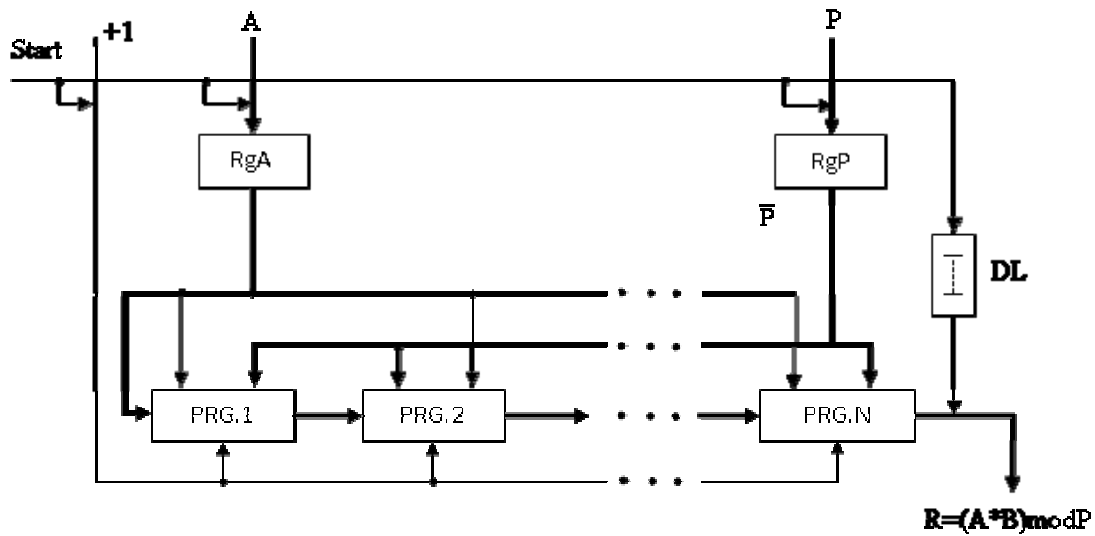 A
P
+1
Start
RgA
RgP
P̅
DL
PRG.1
PRG.2
PRG.N
R=(A*B)modP